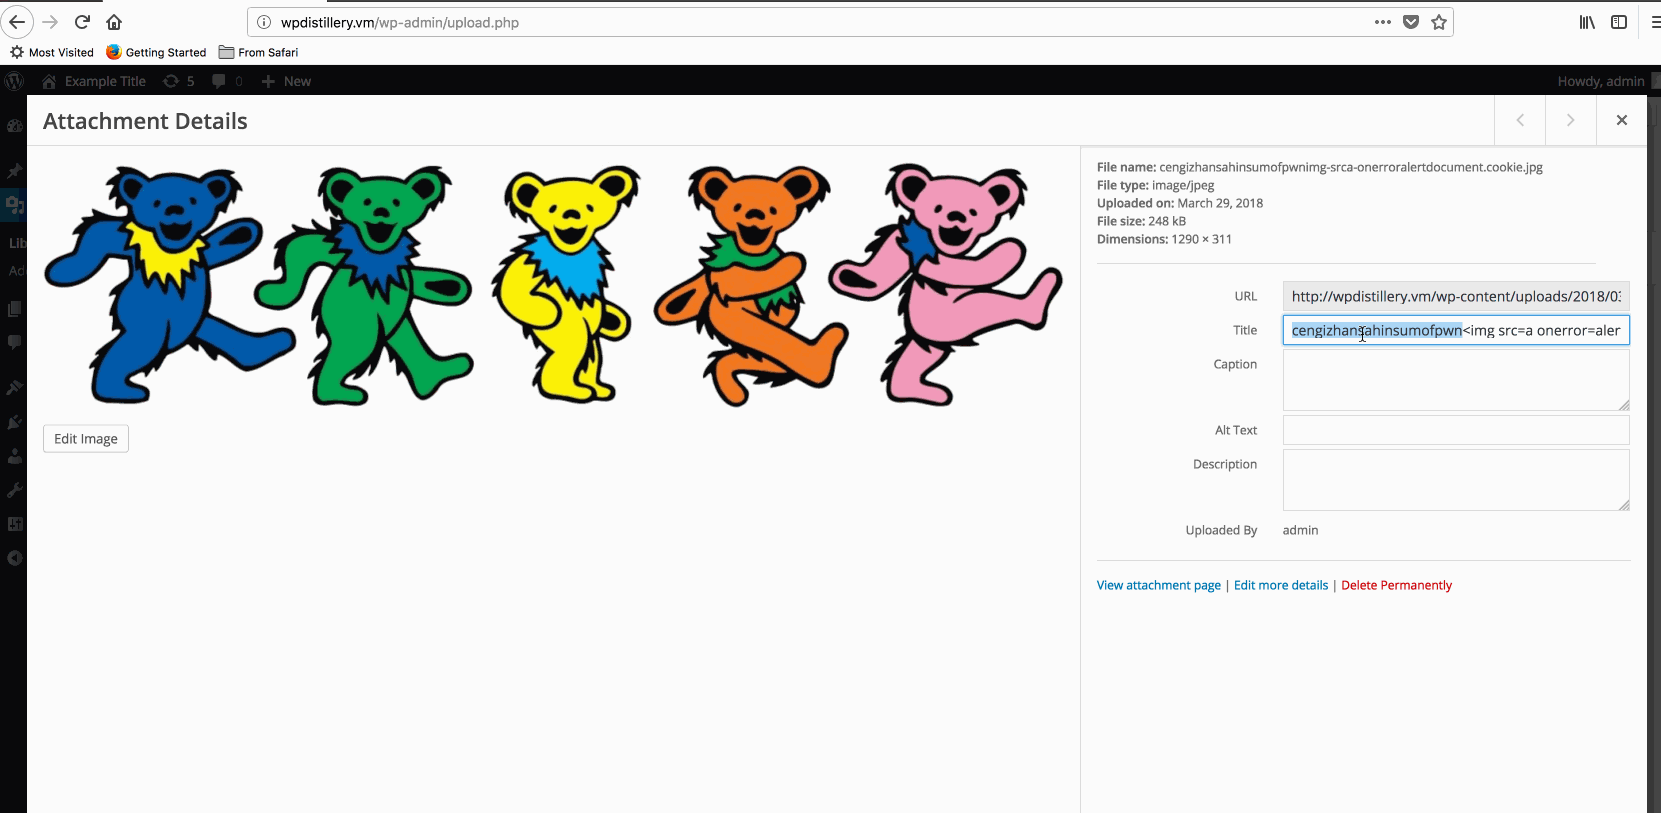 wpdistillery.vm/wp-admin/upload.php
Most Visited Getting Started From Safari
Example Title 5 0 New Howdy, admin
Attachment Details
File name: cengizhansahinsumofpwnimg-srca-onerroralertdocument.cookie.jpg
File type: image/jpeg
Uploaded on: March 29, 2018
File size: 248 kB
Dimensions: 1290 × 311
URL http://wpdistillery.vm/wp-content/uploads/2018/03
Title cengizhansahinsumofpwn<img src=a onerror=aler
Caption
Alt Text
Edit Image
Description
Uploaded By admin
View attachment page | Edit more details | Delete Permanently